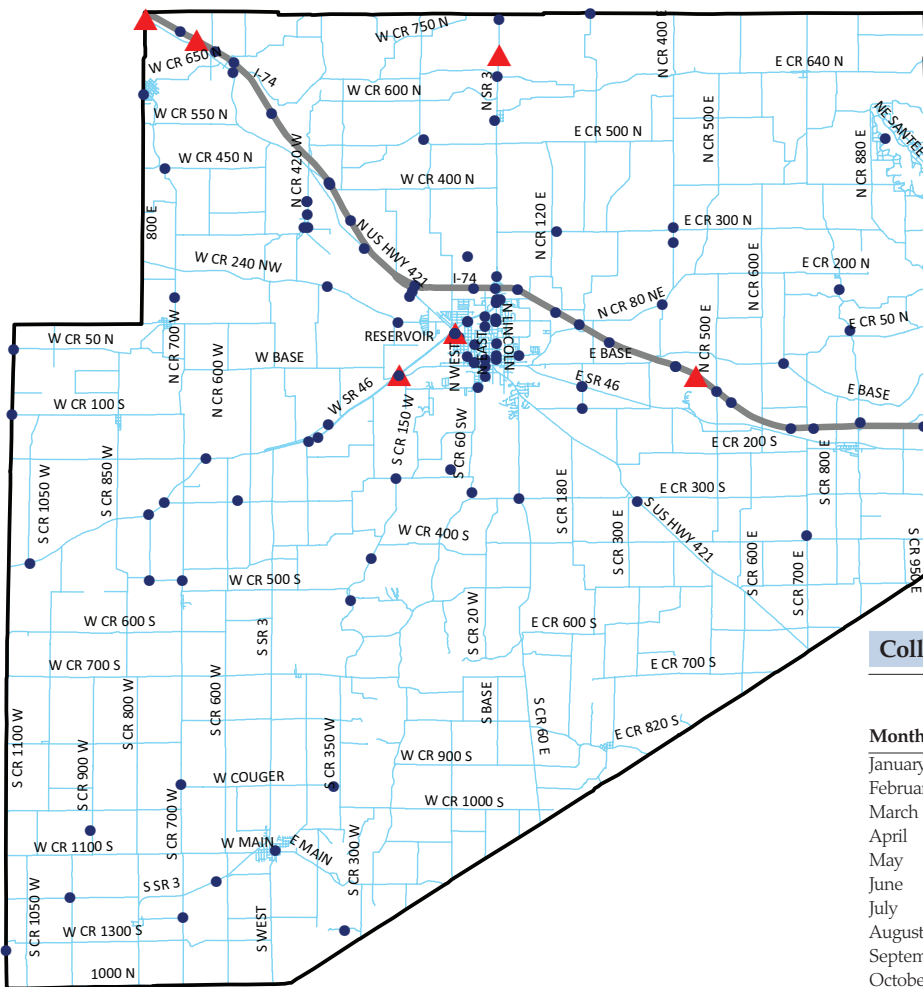 W CR 750 N
N CR 400 E
W CR 650 N
E CR 640 N
I-74
N SR 3
W CR 600 N
W CR 550 N
N CR 500 E
E CR 500 N
N CR 880 E
NE SANTEE
N CR 420 W
W CR 450 N
W CR 400 N
800 E
N CR 120 E
E CR 300 N
N US HWY 421
W CR 240 NW
N CR 600 E
E CR 200 N
I-74
N CR 80 NE
N LINCOLN
E CR 50 N
W CR 50 N
N CR 700 W
RESERVOIR
N WEST
N EAST
N CR 500 E
W BASE
E BASE
N CR 600 W
E SR 46
E BASE
W SR 46
W CR 100 S
S CR 150 W
S CR 60 SW
E CR 200 S
S CR 850 W
S CR 800 E
S CR 1050 W
S CR 180 E
E CR 300 S
S US HWY 421
S CR 300 E
W CR 400 S
S CR 600 E
S CR 700 E
S CR 950 E
W CR 500 S
S SR 3
S CR 20 W
W CR 600 S
E CR 600 S
Coll
W CR 700 S
E CR 700 S
S CR 800 W
S CR 600 W
S BASE
S CR 60 E
E CR 820 S
S CR 1100 W
S CR 900 W
S CR 350 W
Month
W CR 900 S
January
W COUGER
Februar
S CR 700 W
W CR 1000 S
March
W CR 1100 S
W MAIN
E MAIN
S CR 300 W
April
May
S SR 3
June
S CR 1050 W
July
W CR 1300 S
S WEST
August
Septem
1000 N
Octobe